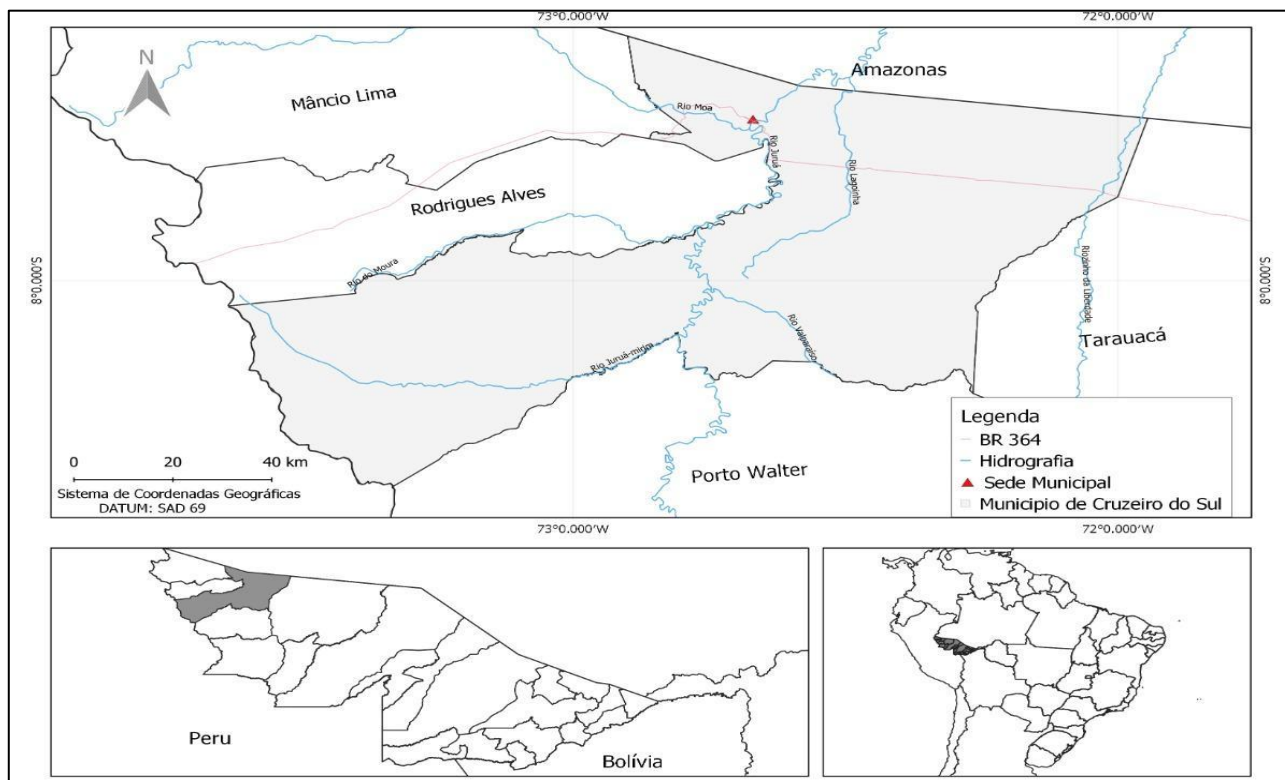 73°0.000'W
72°0.000'W
N
Amazonas
Mâncio Lima
Rio Moa
Rio Juruá
Rio Lagoinha
Rodrigues Alves
Rio do Moura
8°0.000'S
8°0.000'S
Riozinho da Liberdade
Rio Valparaíso
Tarauacá
Rio Juruá-mirim
Porto Walter
0 20 40 km
Sistema de Coordenadas Geográficas
DATUM: SAD 69
Legenda
BR 364
Hidrografia
Sede Municipal
Municipio de Cruzeiro do Sul
73°0.000'W
72°0.000'W
Peru
Bolívia